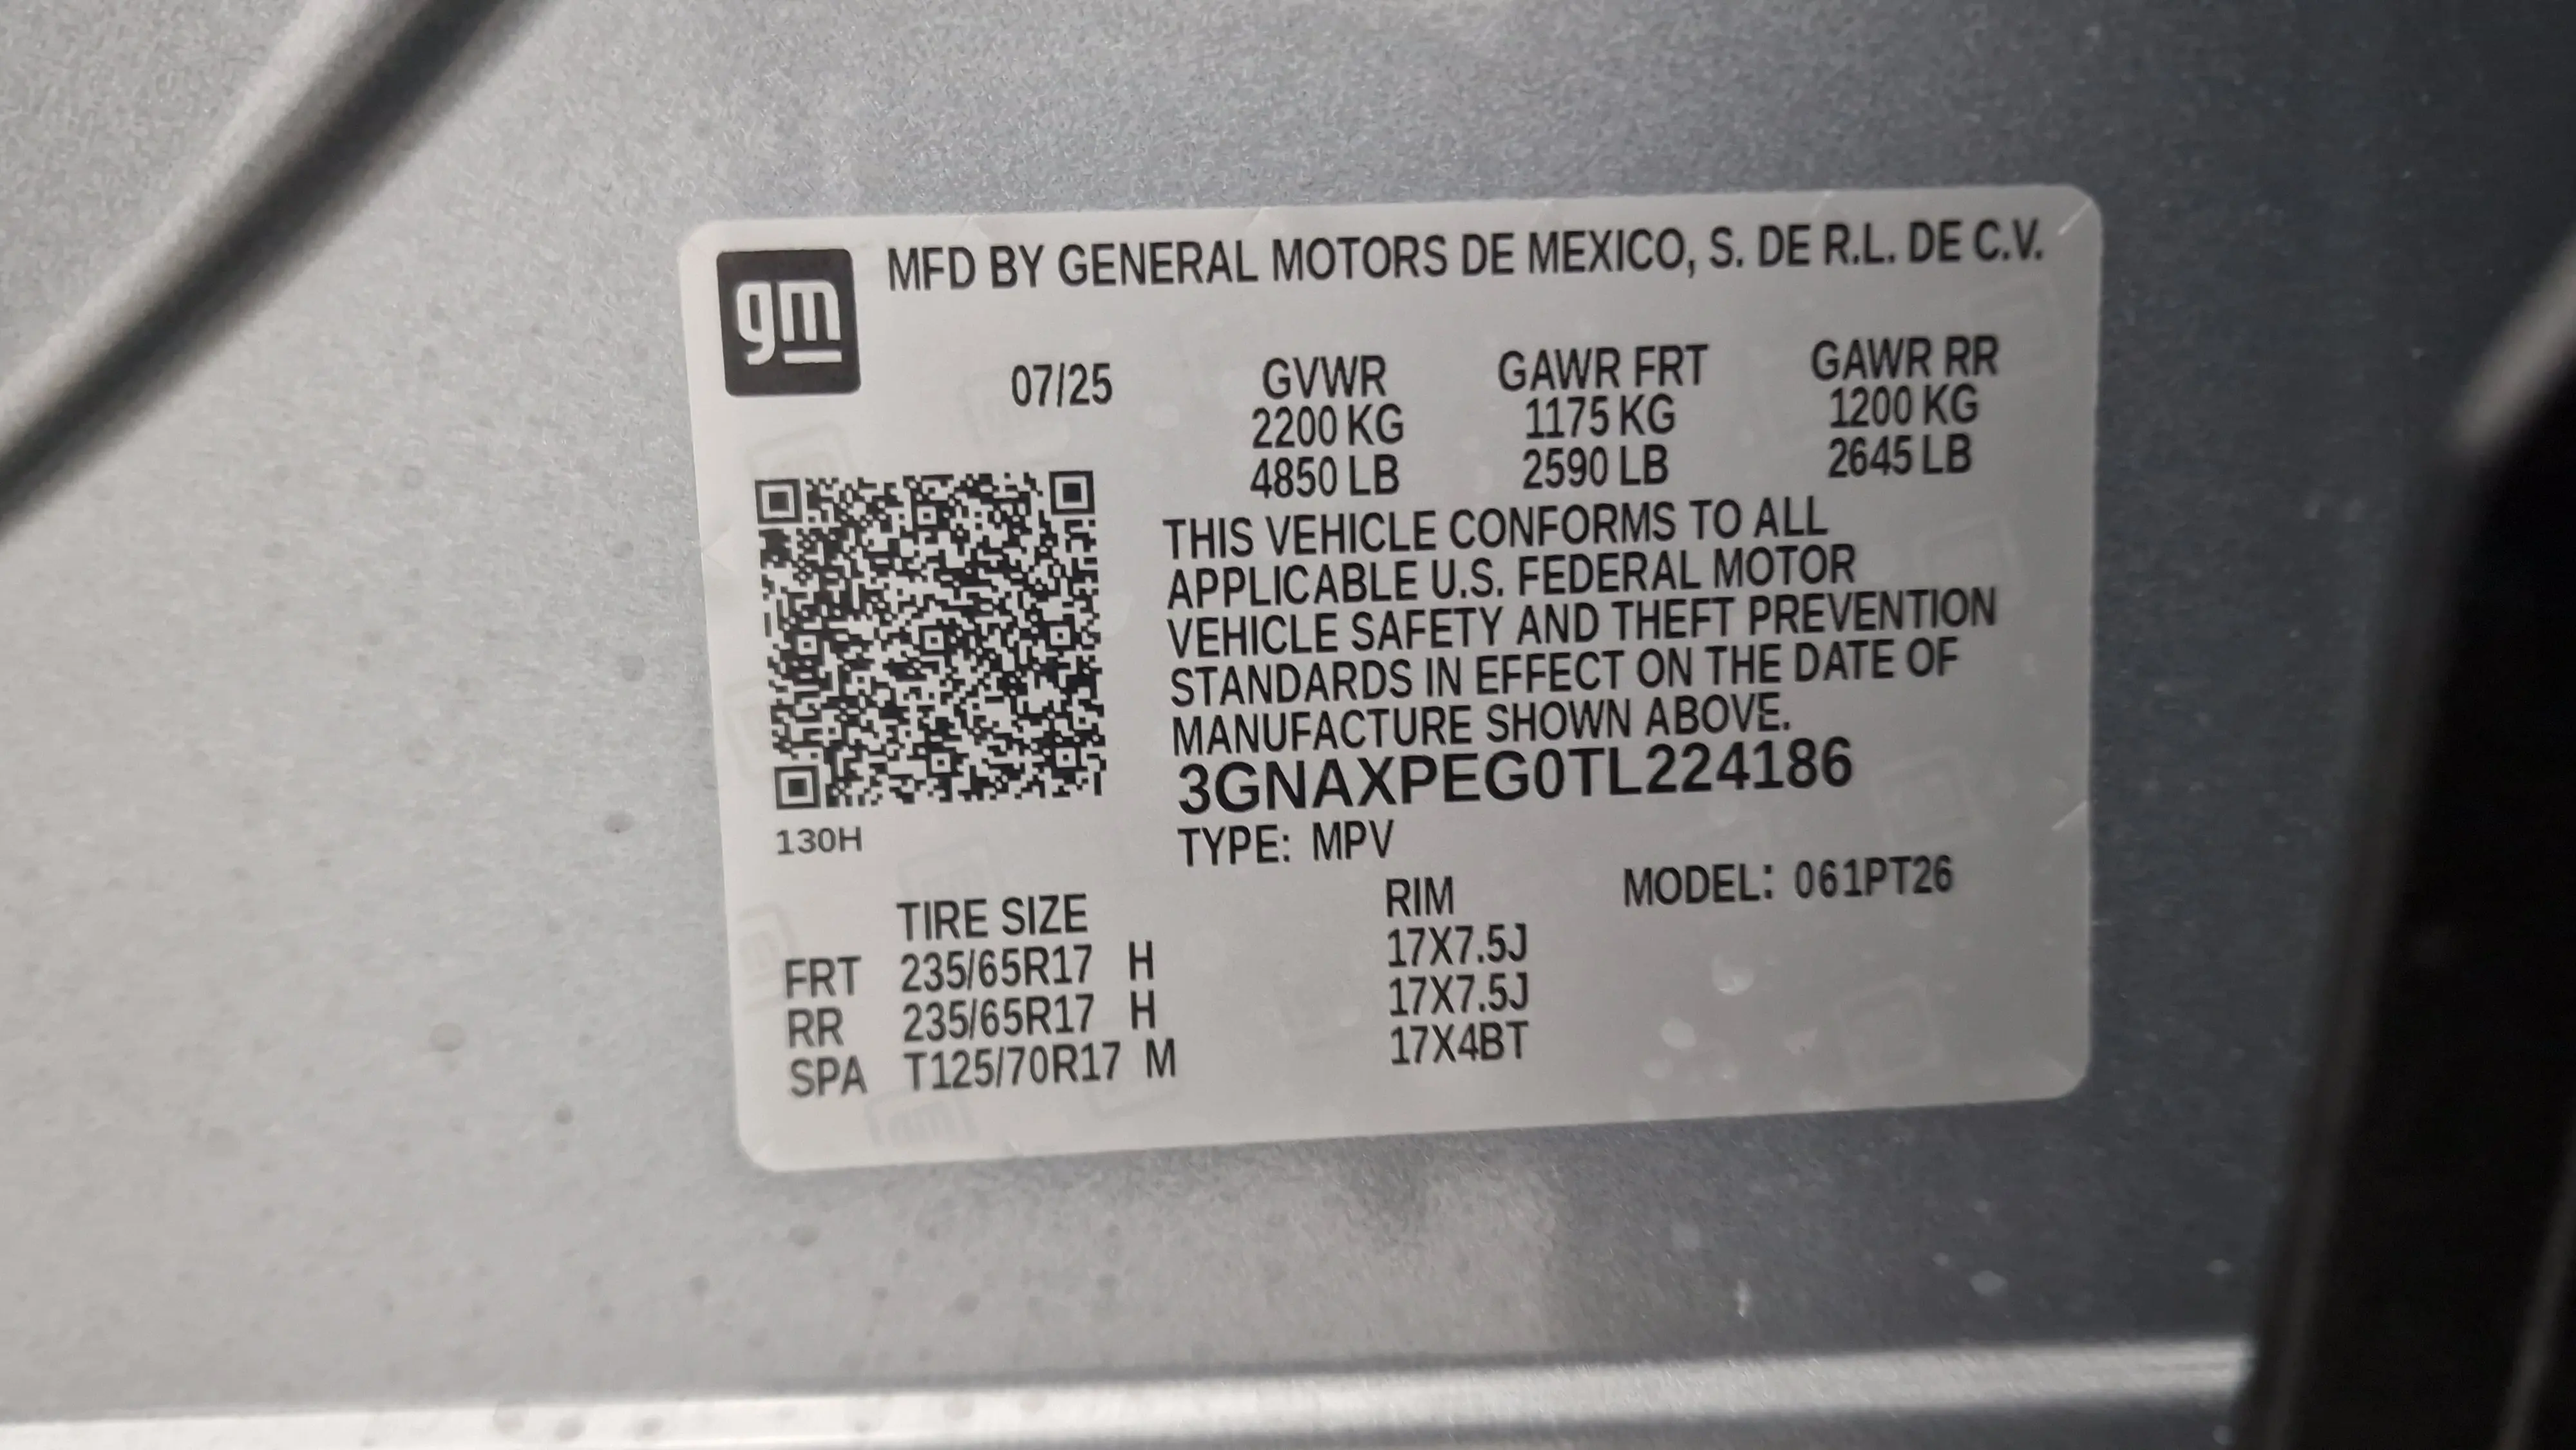 gm
MFD BY GENERAL MOTORS DE MEXICO, S. DE R.L. DE C.V.
07/25 GVWR GAWR FRT GAWR RR
2200 KG 1175 KG 1200 KG
4850 LB 2590 LB 2645 LB
THIS VEHICLE CONFORMS TO ALL
APPLICABLE U.S. FEDERAL MOTOR
VEHICLE SAFETY AND THEFT PREVENTION
STANDARDS IN EFFECT ON THE DATE OF
MANUFACTURE SHOWN ABOVE.
3GNAXPEG0TL224186
130H
TYPE: MPV
TIRE SIZE RIM MODEL: 061PT26
FRT 235/65R17 H 17X7.5J
RR 235/65R17 H 17X7.5J
SPA T125/70R17 M 17X4BT